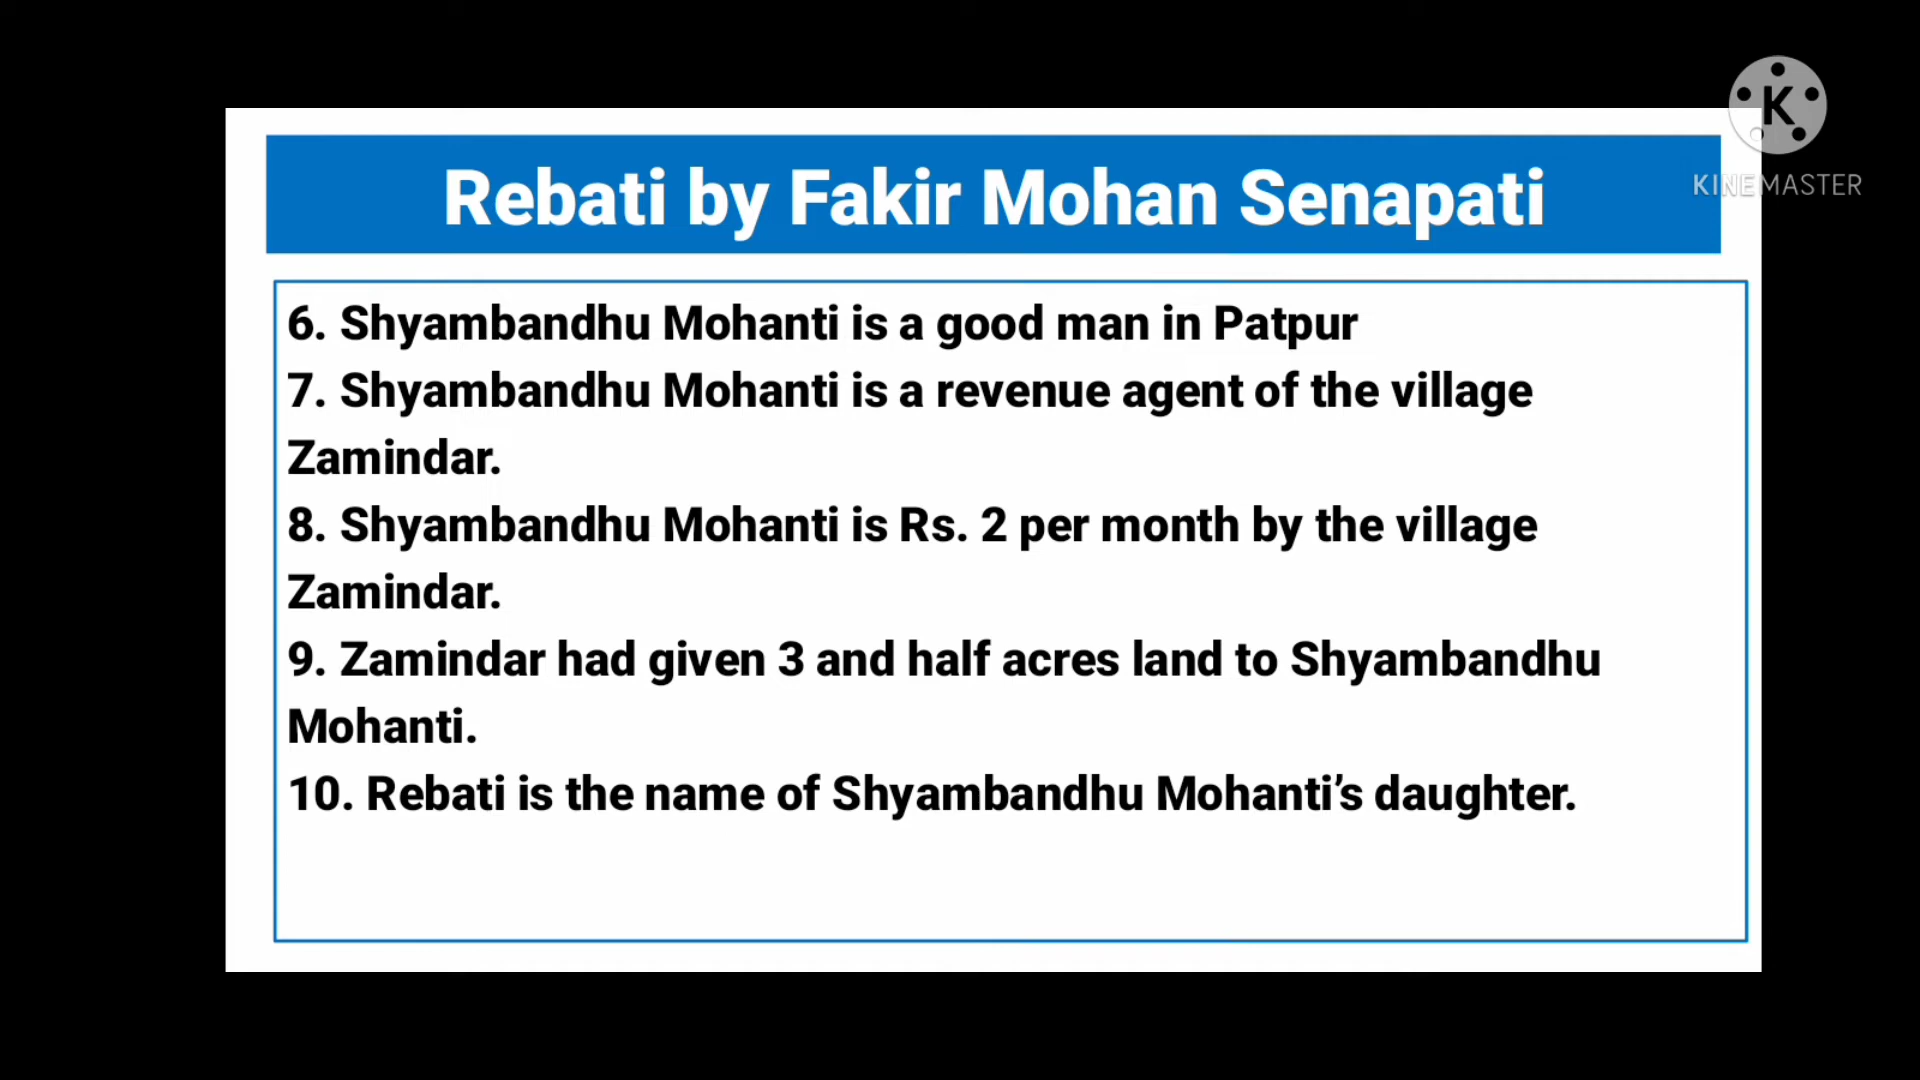 K
KINEMASTER
Rebati by Fakir Mohan Senapati
6. Shyambandhu Mohanti is a good man in Patpur
7. Shyambandhu Mohanti is a revenue agent of the village
Zamindar.
8. Shyambandhu Mohanti is Rs. 2 per month by the village
Zamindar.
9. Zamindar had given 3 and half acres land to Shyambandhu
Mohanti.
10. Rebati is the name of Shyambandhu Mohanti’s daughter.